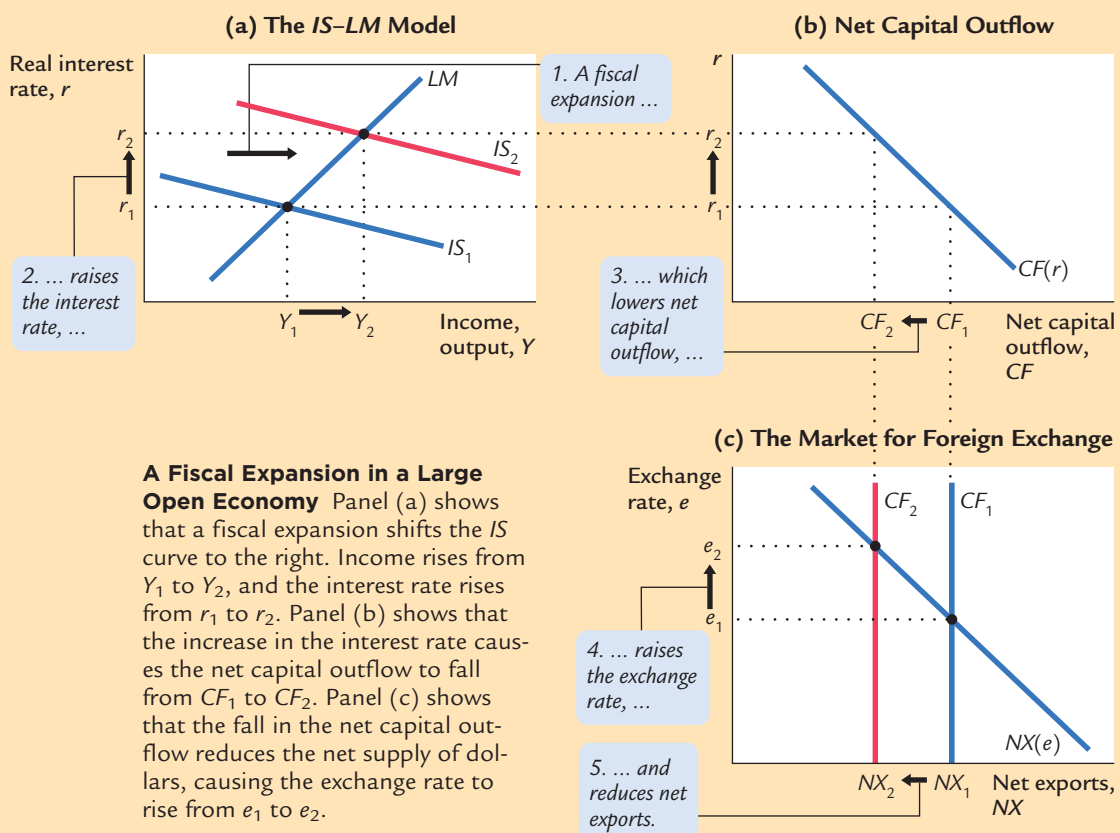 (a) The IS–LM Model
Real interest
rate, r
LM
1. A fiscal
expansion …
r₂
IS₂
r₁
IS₁
2. … raises
the interest
rate, …
Y₁
Y₂
Income,
output, Y
(b) Net Capital Outflow
r
r₂
r₁
CF(r)
3. … which
lowers net
capital
outflow, …
CF₂
CF₁
Net capital
outflow,
CF
A Fiscal Expansion in a Large
Open Economy Panel (a) shows
that a fiscal expansion shifts the IS
curve to the right. Income rises from
Y₁ to Y₂, and the interest rate rises
from r₁ to r₂. Panel (b) shows that
the increase in the interest rate caus-
es the net capital outflow to fall
from CF₁ to CF₂. Panel (c) shows
that the fall in the net capital out-
flow reduces the net supply of dol-
lars, causing the exchange rate to
rise from e₁ to e₂.
(c) The Market for Foreign Exchange
Exchange
rate, e
CF₂
CF₁
e₂
e₁
4. … raises
the exchange
rate, …
NX(e)
5. … and
reduces net
exports.
NX₂
NX₁
Net exports,
NX